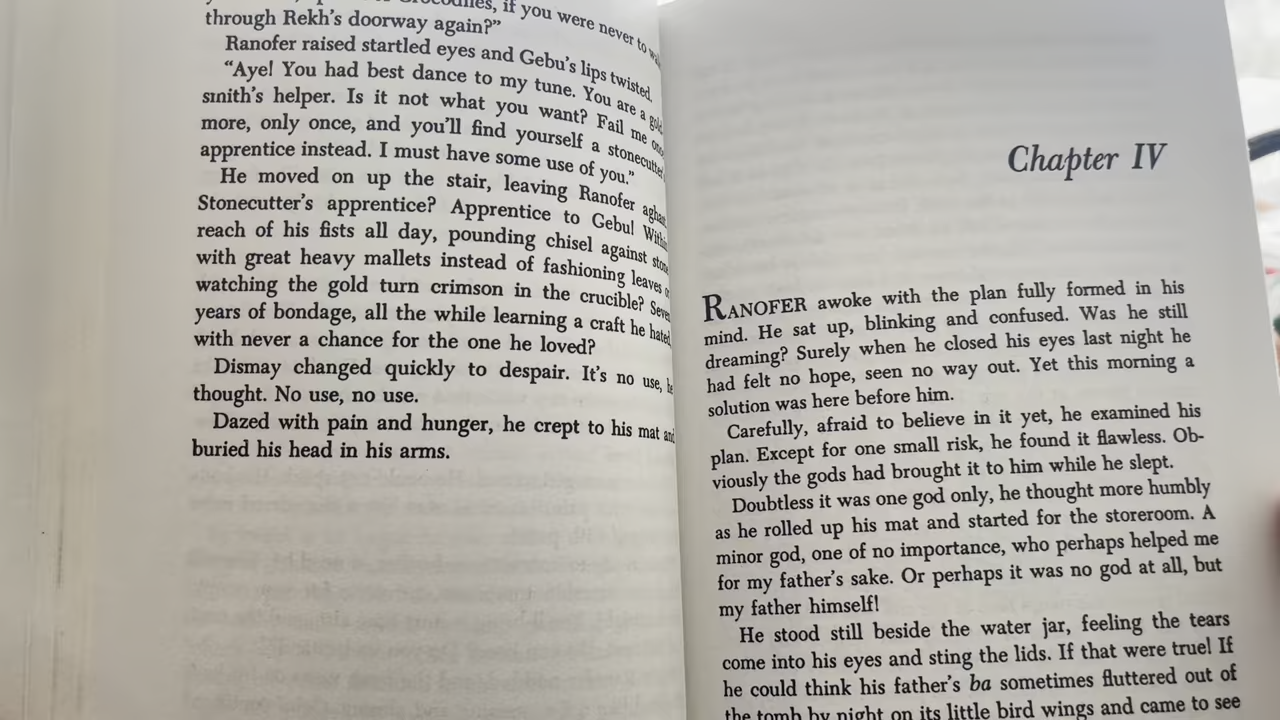 if you were never to
through Rekh's doorway again?"
Ranofer raised startled eyes and Gebu's lips twisted.
"Aye! You had best dance to my tune. You are a gold
smith's helper. Is it not what you want? Fail me once
more, only once, and you'll find yourself a stonecutter's
apprentice instead. I must have some use of you."
He moved on up the stair, leaving Ranofer aghast.
Stonecutter's apprentice? Apprentice to Gebu! Within
reach of his fists all day, pounding chisel against stone
with great heavy mallets instead of fashioning leaves or
watching the gold turn crimson in the crucible? Seven
years of bondage, all the while learning a craft he hated,
with never a chance for the one he loved?
Dismay changed quickly to despair. It's no use, he
thought. No use, no use.
Dazed with pain and hunger, he crept to his mat and
buried his head in his arms.
Chapter IV
RANOFER awoke with the plan fully formed in his
mind. He sat up, blinking and confused. Was he still
dreaming? Surely when he closed his eyes last night he
had felt no hope, seen no way out. Yet this morning a
solution was here before him.
Carefully, afraid to believe in it yet, he examined his
plan. Except for one small risk, he found it flawless. Ob-
viously the gods had brought it to him while he slept.
Doubtless it was one god only, he thought more humbly
as he rolled up his mat and started for the storeroom. A
minor god, one of no importance, who perhaps helped me
for my father's sake. Or perhaps it was no god at all, but
my father himself!
He stood still beside the water jar, feeling the tears
come into his eyes and sting the lids. If that were true! If
he could think his father's ba sometimes fluttered out of
the tomb by night on its little bird wings and came to see